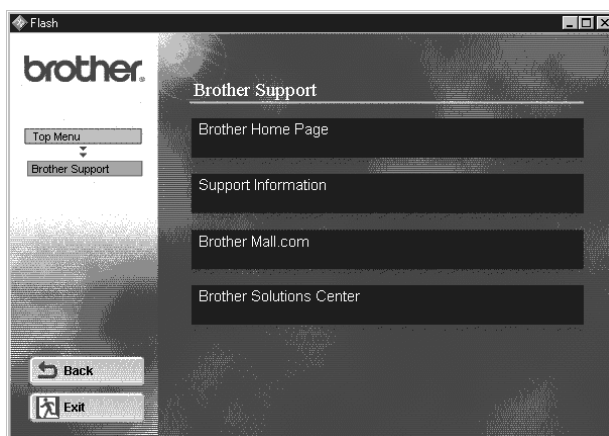 Flash
brother.
Top Menu
Brother Support
Back
Exit
Brother Support
Brother Home Page
Support Information
Brother Mall.com
Brother Solutions Center